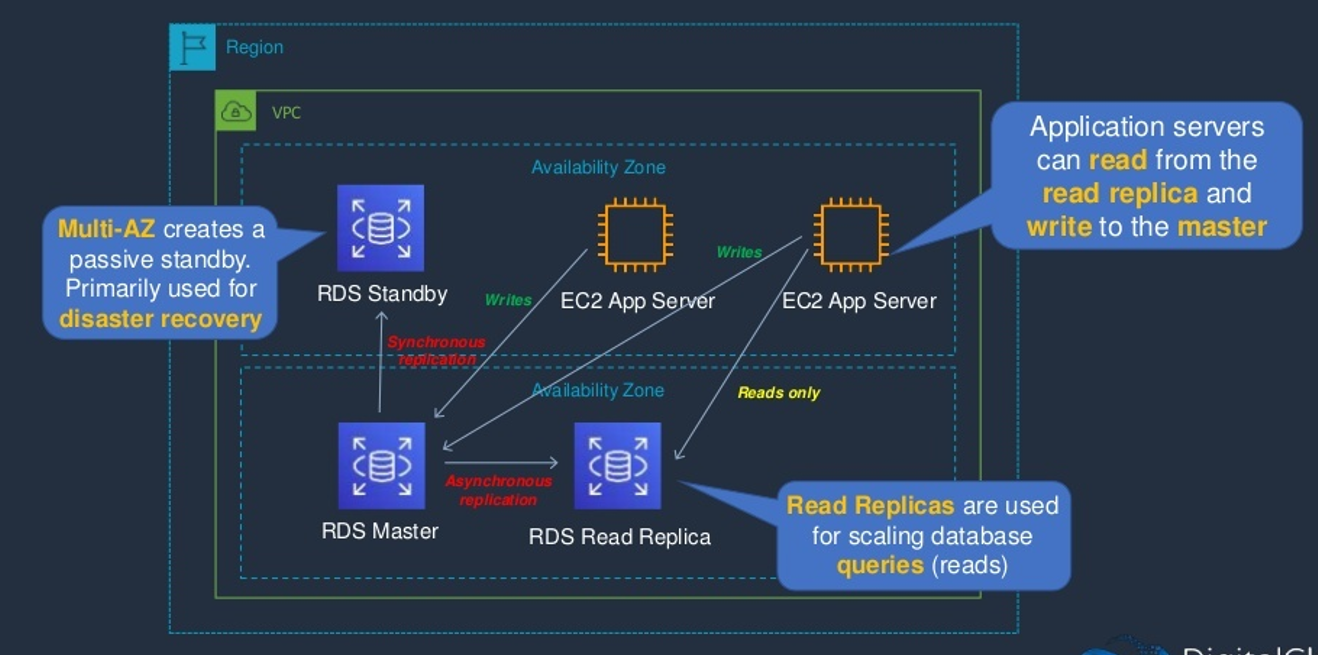 Region
VPC
Availability Zone
Multi-AZ creates a
passive standby.
Primarily used for
disaster recovery
Application servers
can read from the
read replica and
write to the master
RDS Standby
EC2 App Server
EC2 App Server
Writes
Writes
Synchronous
replication
Availability Zone
Reads only
RDS Master
Asynchronous
replication
RDS Read Replica
Read Replicas are used
for scaling database
queries (reads)